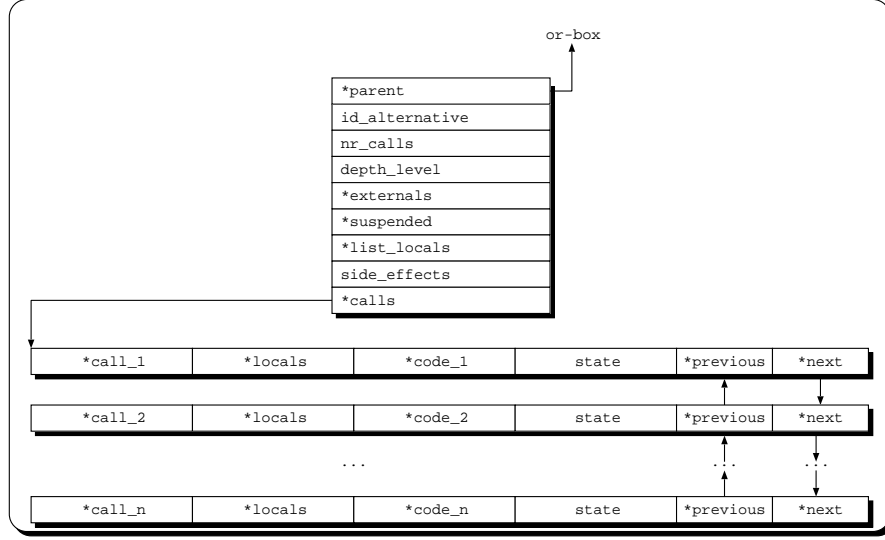 or-box
*parent
id_alternative
nr_calls
depth_level
*externals
*suspended
*list_locals
side_effects
*calls
*call_1 *locals *code_1 state *previous *next
*call_2 *locals *code_2 state *previous *next
... ... ...
*call_n *locals *code_n state *previous *next